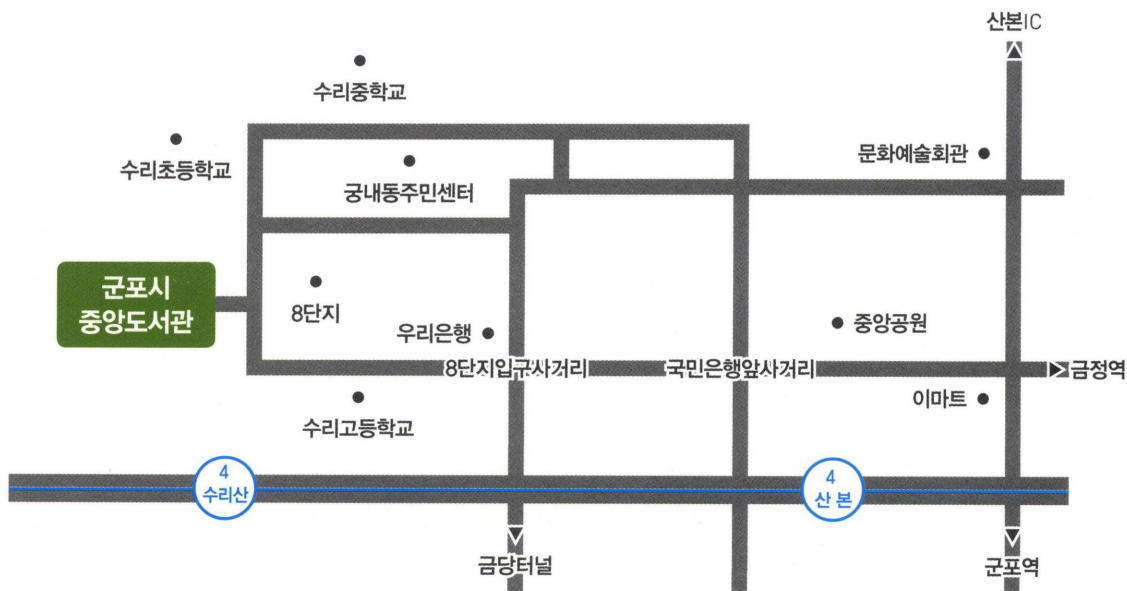 산본IC
수리중학교
수리초등학교
문화예술회관
궁내동주민센터
군포시
중앙도서관
8단지
우리은행
중앙공원
8단지입구사거리
국민은행앞사거리
금정역
이마트
수리고등학교
4
수리산
4
산 본
금당터널
군포역